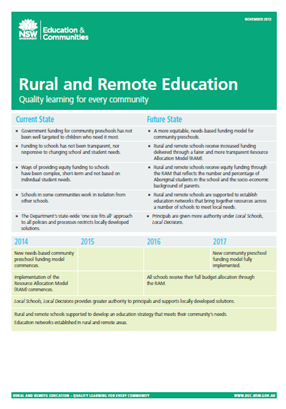 NOVEMBER 2013
NSW
GOVERNMENT
Education &
Communities
Rural and Remote Education
Quality learning for every community
Current State
Future State
Government funding for community preschools has not
been well targeted to children who need it most.
A more equitable, needs-based funding model for
community preschools.
Funding to schools has not been transparent, nor
responsive to changing school and student needs.
Rural and remote schools receive increased funding
delivered through a fairer and more transparent Resource
Allocation Model (RAM).
Ways of providing equity funding to schools
have been complex, short term and not based on
individual student needs.
Rural and remote schools receive equity funding through
the RAM that reflects the number and percentage of
Aboriginal students in the school and the socio-economic
background of parents.
Schools in some communities work in isolation from
other schools.
Rural and remote schools are supported to establish
education networks that bring together resources across
a number of schools to meet local needs.
The Department's state-wide 'one size fits all' approach
to all policies and processes restricts locally developed
solutions.
Principals are given more authority under Local Schools,
Local Decisions.
2014 2015 2016 2017
New needs-based community
preschool funding model
commences.
New community preschool
funding model fully
implemented.
Implementation of the
Resource Allocation Model
(RAM) commences.
All schools receive their full budget allocation through
the RAM.
Local Schools, Local Decisions provides greater authority to principals and supports locally developed solutions.
Rural and remote schools supported to develop an education strategy that meets their community's needs.
Education networks established in rural and remote areas.
RURAL AND REMOTE EDUCATION – QUALITY LEARNING FOR EVERY COMMUNITY
WWW.DEC.NSW.GOV.AU